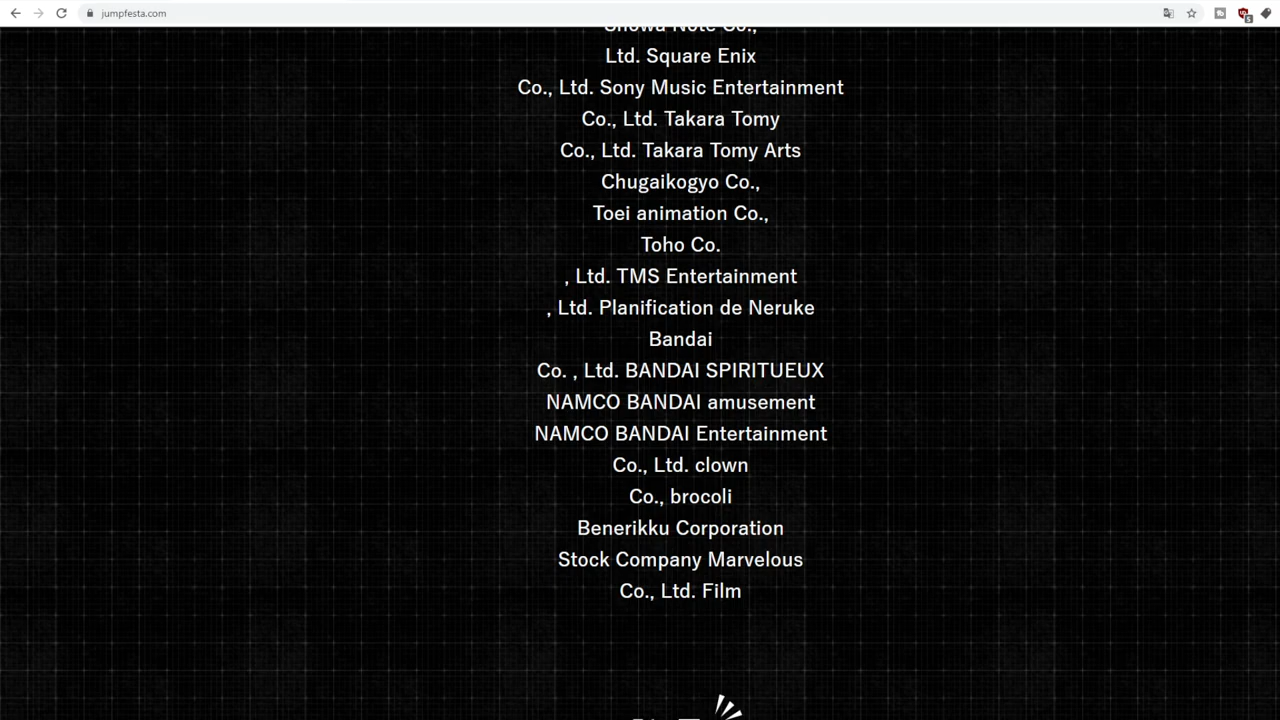 jumpfesta.com
Showa Note Co.,
Ltd. Square Enix
Co., Ltd. Sony Music Entertainment
Co., Ltd. Takara Tomy
Co., Ltd. Takara Tomy Arts
Chugaikogyo Co.,
Toei animation Co.,
Toho Co.
, Ltd. TMS Entertainment
, Ltd. Planification de Neruke
Bandai
Co. , Ltd. BANDAI SPIRITUEUX
NAMCO BANDAI amusement
NAMCO BANDAI Entertainment
Co., Ltd. clown
Co., brocoli
Benerikku Corporation
Stock Company Marvelous
Co., Ltd. Film